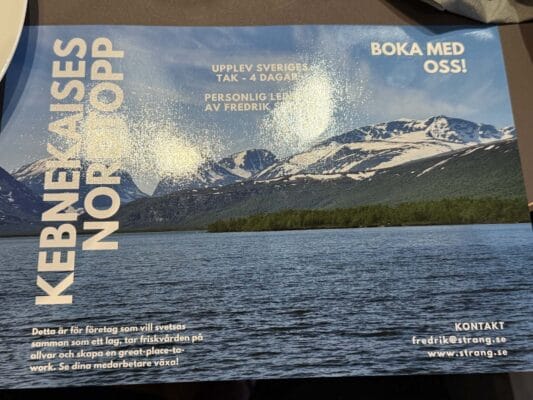 KEBNEKAISES
NORDTOPP
UPPLEV SVERIGES
TAK - 4 DAGAR
PERSONLIG
AV FREDRIK
BOKA MED
OSS!
Detta är för företag som vill svetsas
samman som ett lag, tar friskvården på
allvar och skapa en great-place-to-
work. Se dina medarbetare växa!
KONTAKT
fredrik@strang.se
www.strang.se